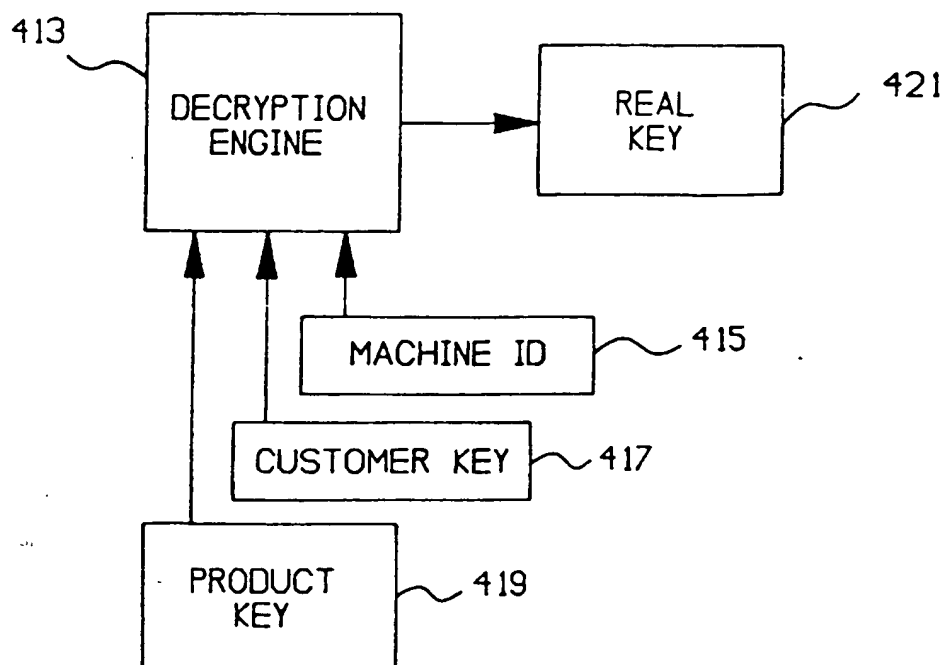 413
DECRYPTION
ENGINE
REAL
KEY
421
MACHINE ID
415
CUSTOMER KEY
417
PRODUCT
KEY
419